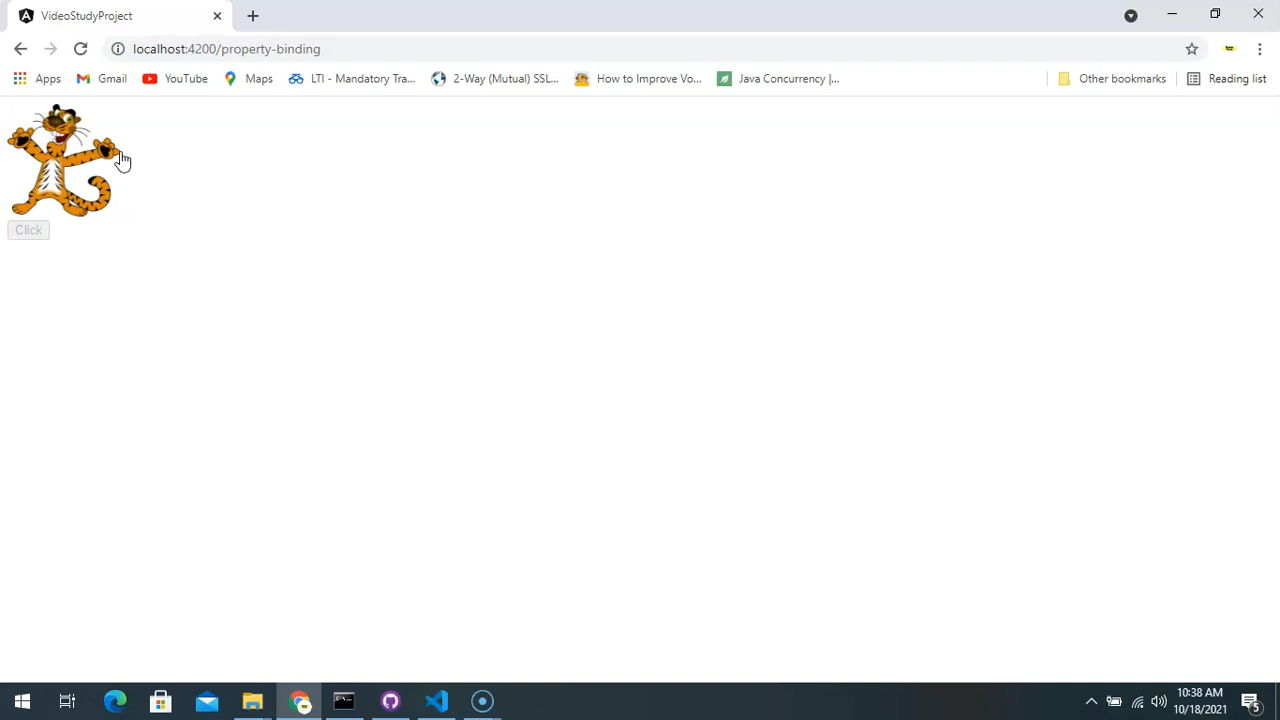 VideoStudyProject
localhost:4200/property-binding
Apps
Gmail
YouTube
Maps
LTI - Mandatory Tra...
2-Way (Mutual) SSL...
How to Improve Vo...
Java Concurrency |...
Other bookmarks
Reading list
Click
10:38 AM
10/18/2021
5